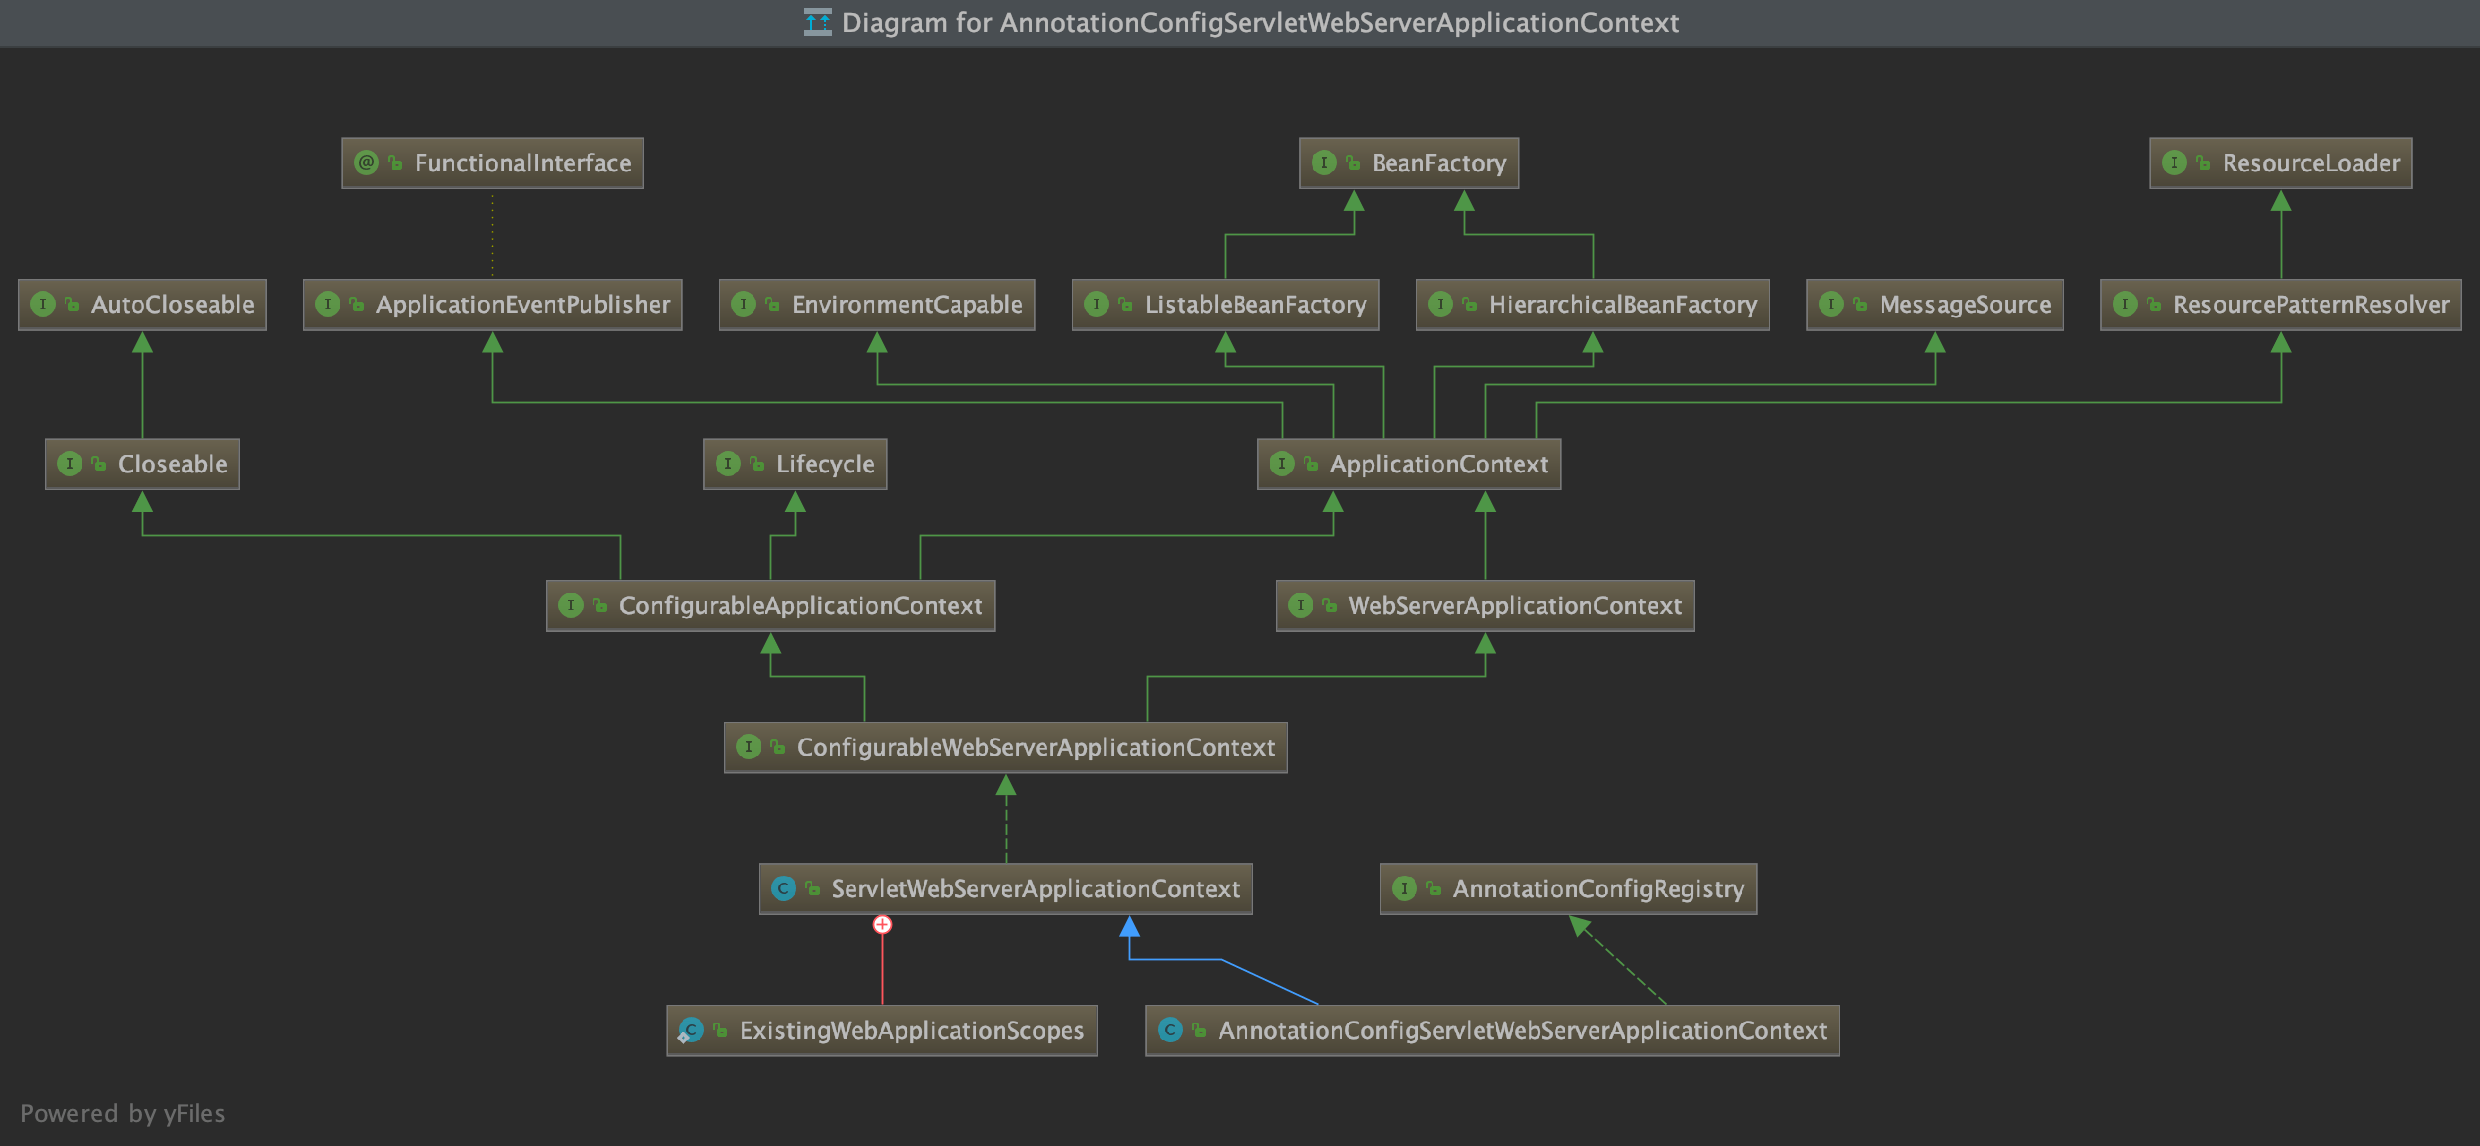 Diagram for AnnotationConfigServletWebServerApplicationContext
FunctionalInterface
BeanFactory
ResourceLoader
AutoCloseable
ApplicationEventPublisher
EnvironmentCapable
ListableBeanFactory
HierarchicalBeanFactory
MessageSource
ResourcePatternResolver
Closeable
Lifecycle
ApplicationContext
ConfigurableApplicationContext
WebServerApplicationContext
ConfigurableWebServerApplicationContext
ServletWebServerApplicationContext
AnnotationConfigRegistry
ExistingWebApplicationScopes
AnnotationConfigServletWebServerApplicationContext
Powered by yFiles